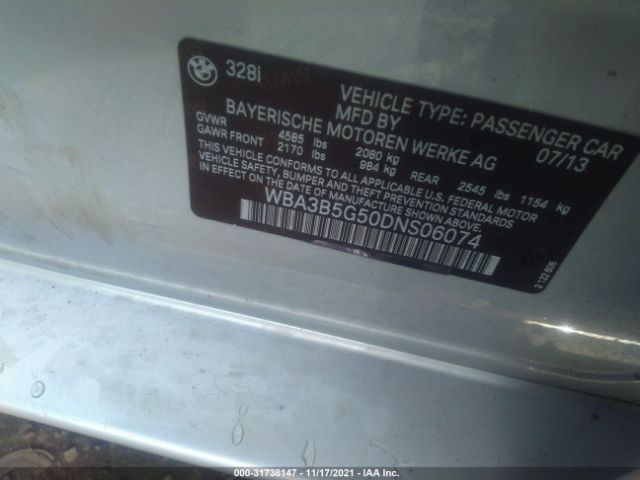 328i
VEHICLE TYPE: PASSENGER CAR
MFD BY 07/13
BAYERISCHE MOTOREN WERKE AG
GVWR 4585 lbs 2080 kg
GAWR FRONT 2170 lbs 984 kg REAR 2545 lbs 1154 kg
THIS VEHICLE CONFORMS TO ALL APPLICABLE U.S. FEDERAL MOTOR
VEHICLE SAFETY, BUMPER AND THEFT PREVENTION STANDARDS
IN EFFECT ON THE DATE OF MANUFACTURE SHOWN ABOVE.
WBA3B5G50DNS06074
000-31738147 - 11/17/2021 - IAA Inc.